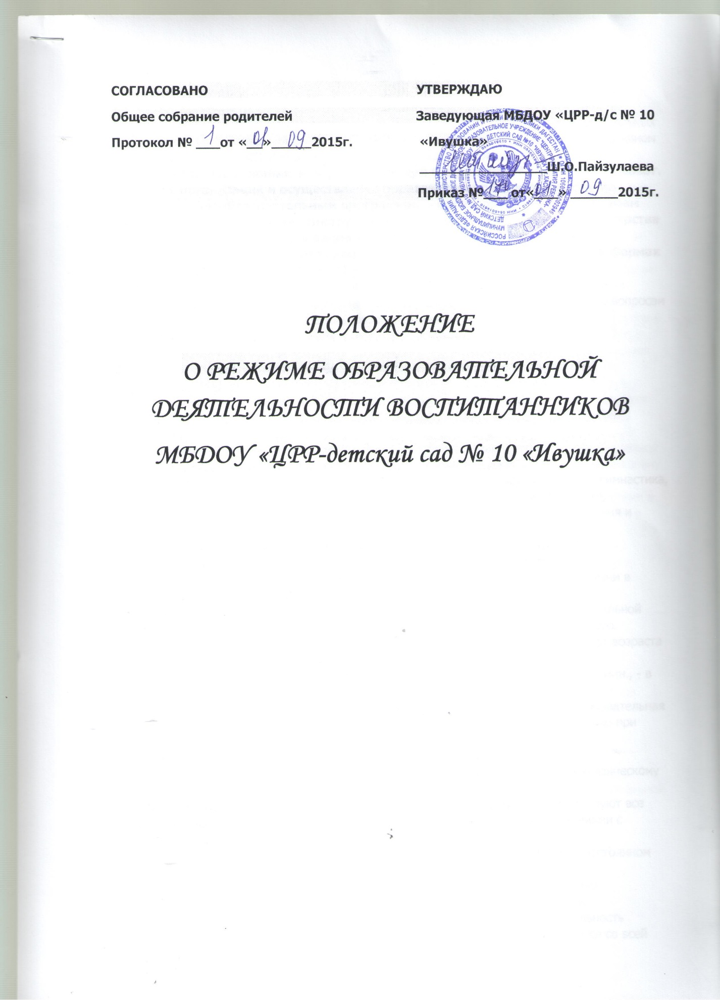 СОГЛАСОВАНО
Общее собрание родителей
Протокол № 1 от «01» 09 2015г.
УТВЕРЖДАЮ
Заведующая МБДОУ «ЦРР-д/с № 10
«Ивушка»
Ш.О.Пайзулаева
Приказ № от «01» 09 2015г.
ПОЛОЖЕНИЕ
О РЕЖИМЕ ОБРАЗОВАТЕЛЬНОЙ
ДЕЯТЕЛЬНОСТИ ВОСПИТАННИКОВ
МБДОУ «ЦРР-детский сад № 10 «Ивушка»